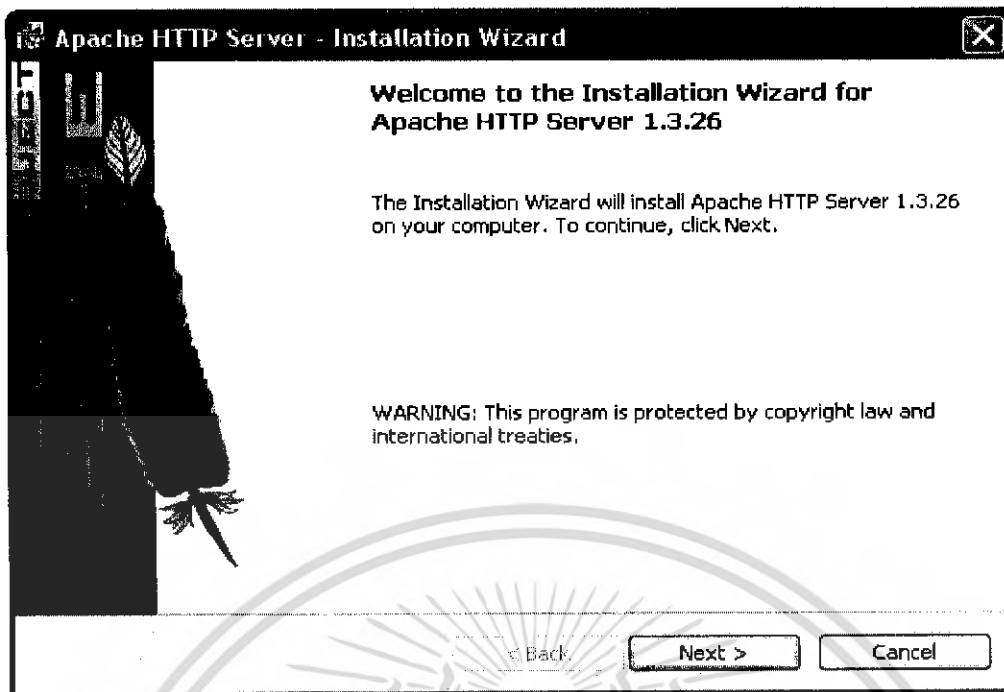 Apache HTTP Server - Installation Wizard
Welcome to the Installation Wizard for
Apache HTTP Server 1.3.26
The Installation Wizard will install Apache HTTP Server 1.3.26
on your computer. To continue, click Next.
WARNING: This program is protected by copyright law and
international treaties.
< Back Next > Cancel